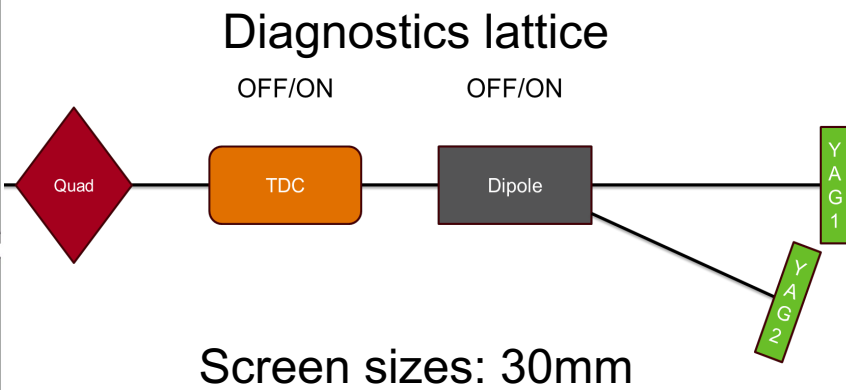 Diagnostics lattice
OFF/ON OFF/ON
Quad TDC Dipole
YAG1
YAG2
Screen sizes: 30mm